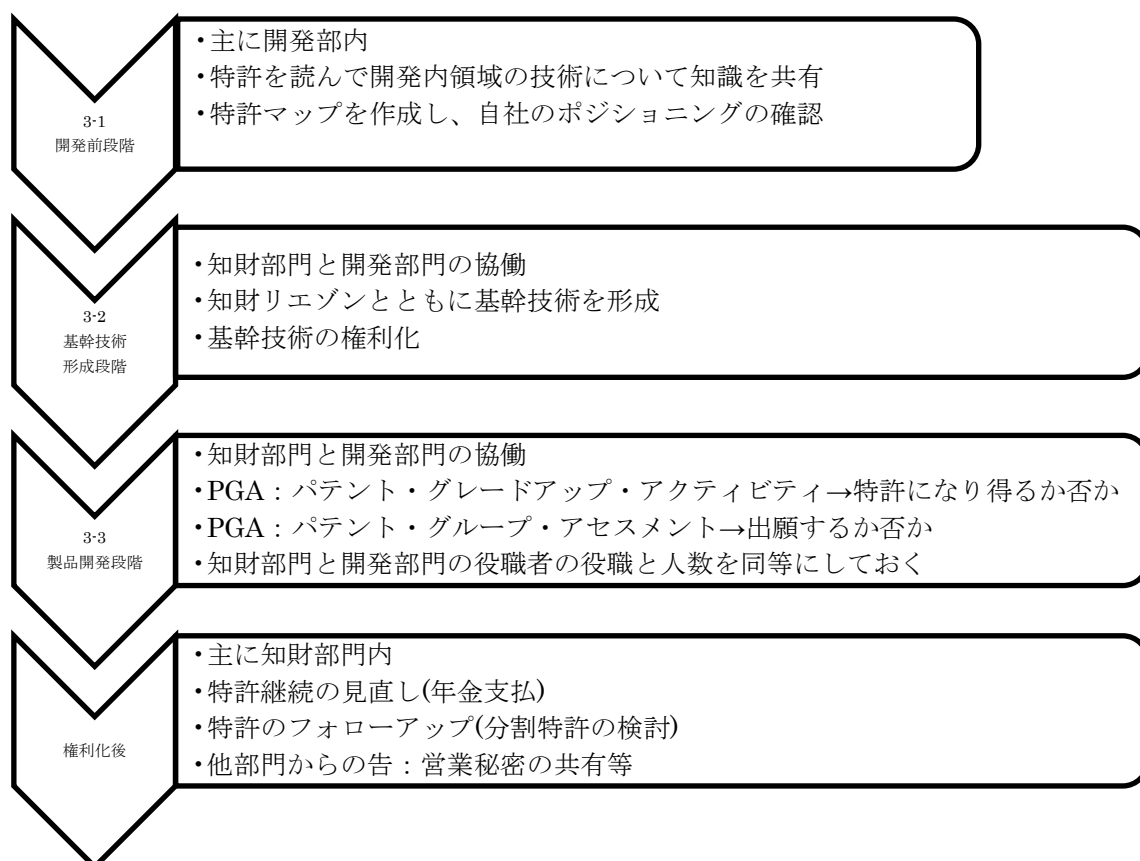 3-1
開発前段階
・主に開発部内
・特許を読んで開発内領域の技術について知識を共有
・特許マップを作成し、自社のポジショニングの確認
3-2
基幹技術
形成段階
・知財部門と開発部門の協働
・知財リエゾンとともに基幹技術を形成
・基幹技術の権利化
3-3
製品開発段階
・知財部門と開発部門の協働
・PGA：パテント・グレードアップ・アクティビティ→特許になり得るか否か
・PGA：パテント・グループ・アセスメント→出願するか否か
・知財部門と開発部門の役職者の役職と人数を同等にしておく
権利化後
・主に知財部門内
・特許継続の見直し(年金支払)
・特許のフォローアップ(分割特許の検討)
・他部門からの告：営業秘密の共有等